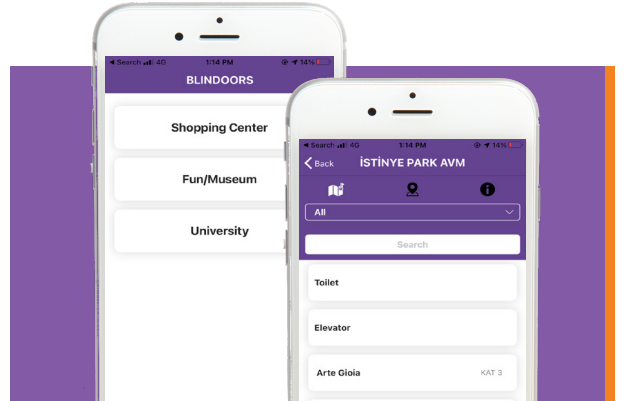 Search 4G 1:14 PM 14%
BLINDOORS
Shopping Center
Fun/Museum
University
Search 4G 1:14 PM 14%
Back İSTİNYE PARK AVM
All
Search
Toilet
Elevator
Arte Gioia KAT 3